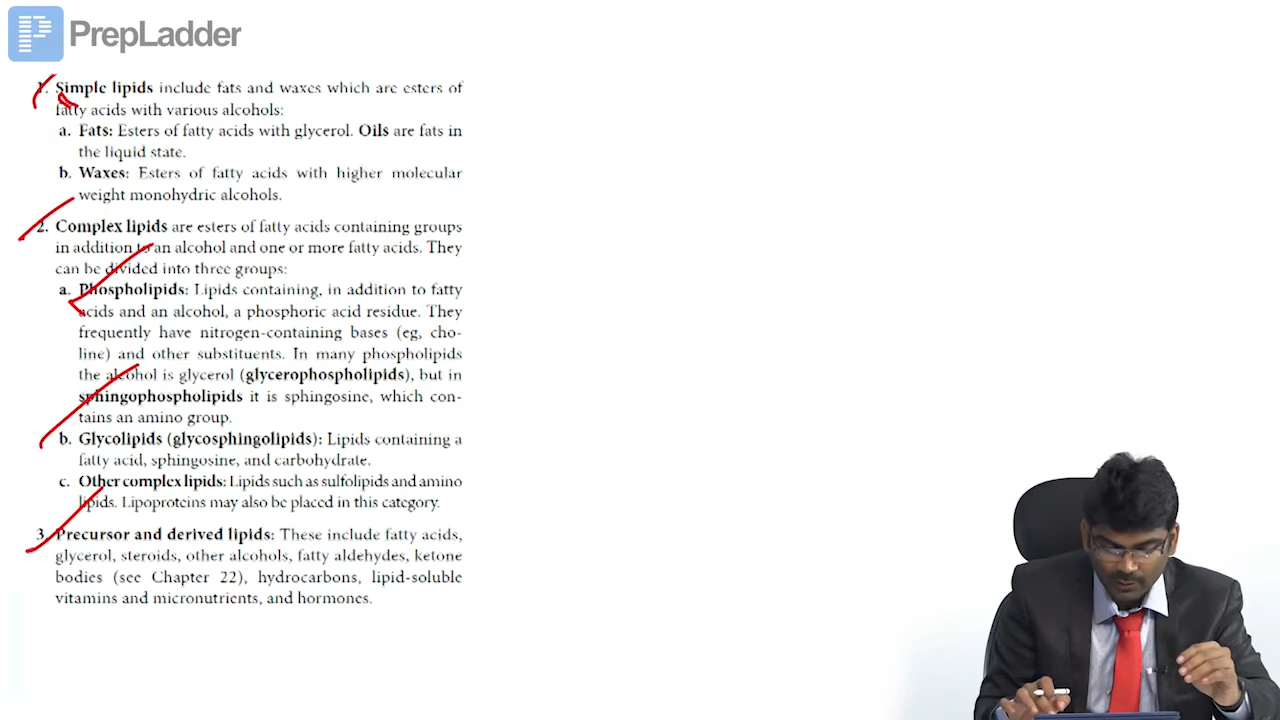 PrepLadder
1. Simple lipids include fats and waxes which are esters of
fatty acids with various alcohols:
a. Fats: Esters of fatty acids with glycerol. Oils are fats in
the liquid state.
b. Waxes: Esters of fatty acids with higher molecular
weight monohydric alcohols.
2. Complex lipids are esters of fatty acids containing groups
in addition to an alcohol and one or more fatty acids. They
can be divided into three groups:
a. Phospholipids: Lipids containing, in addition to fatty
acids and an alcohol, a phosphoric acid residue. They
frequently have nitrogen-containing bases (eg, cho-
line) and other substituents. In many phospholipids
the alcohol is glycerol (glycerophospholipids), but in
sphingophospholipids it is sphingosine, which con-
tains an amino group.
b. Glycolipids (glycosphingolipids): Lipids containing a
fatty acid, sphingosine, and carbohydrate.
c. Other complex lipids: Lipids such as sulfolipids and amino
lipids. Lipoproteins may also be placed in this category.
3. Precursor and derived lipids: These include fatty acids,
glycerol, steroids, other alcohols, fatty aldehydes, ketone
bodies (see Chapter 22), hydrocarbons, lipid-soluble
vitamins and micronutrients, and hormones.